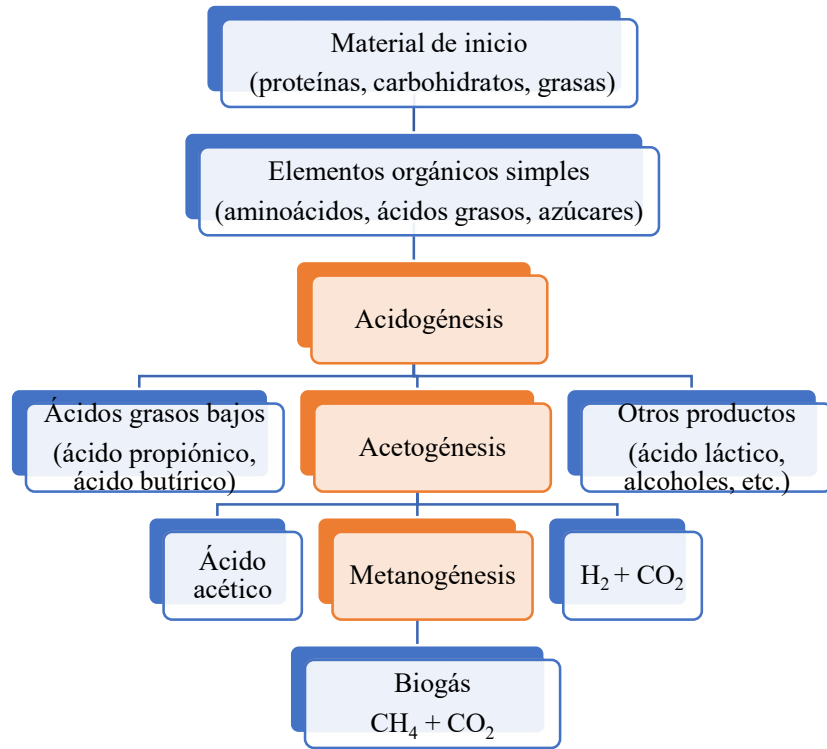 Material de inicio
(proteínas, carbohidratos, grasas)
Elementos orgánicos simples
(aminoácidos, ácidos grasos, azúcares)
Acidogénesis
Ácidos grasos bajos
(ácido propiónico,
ácido butírico)
Acetogénesis
Otros productos
(ácido láctico,
alcoholes, etc.)
Ácido
acético
Metanogénesis
H₂ + CO₂
Biogás
CH₄ + CO₂